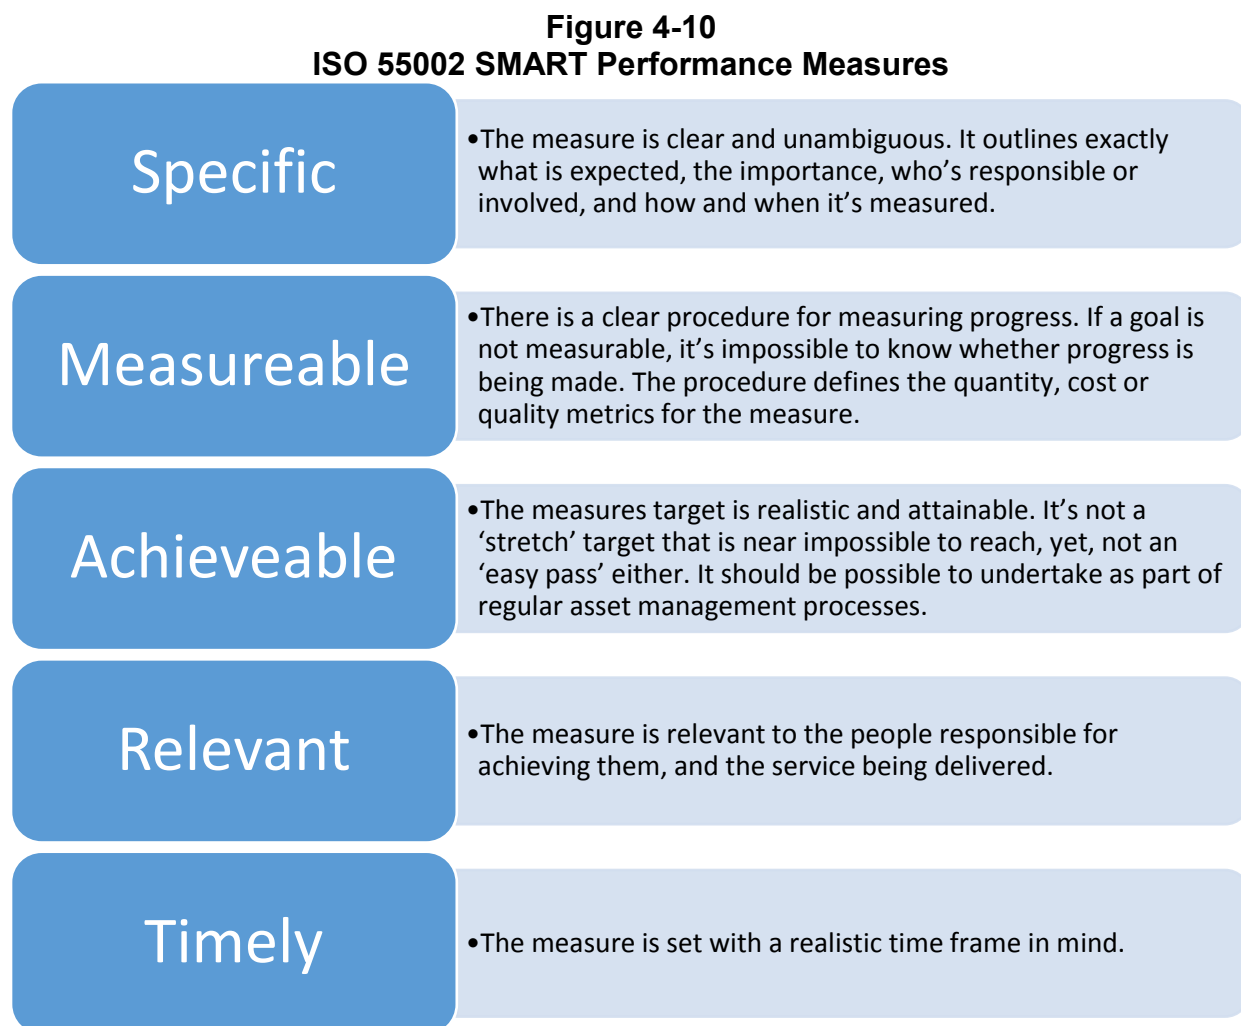 Figure 4-10
ISO 55002 SMART Performance Measures
Specific
•The measure is clear and unambiguous. It outlines exactly
what is expected, the importance, who’s responsible or
involved, and how and when it’s measured.
Measureable
•There is a clear procedure for measuring progress. If a goal is
not measurable, it’s impossible to know whether progress is
being made. The procedure defines the quantity, cost or
quality metrics for the measure.
Achieveable
•The measures target is realistic and attainable. It’s not a
‘stretch’ target that is near impossible to reach, yet, not an
‘easy pass’ either. It should be possible to undertake as part of
regular asset management processes.
Relevant
•The measure is relevant to the people responsible for
achieving them, and the service being delivered.
Timely
•The measure is set with a realistic time frame in mind.